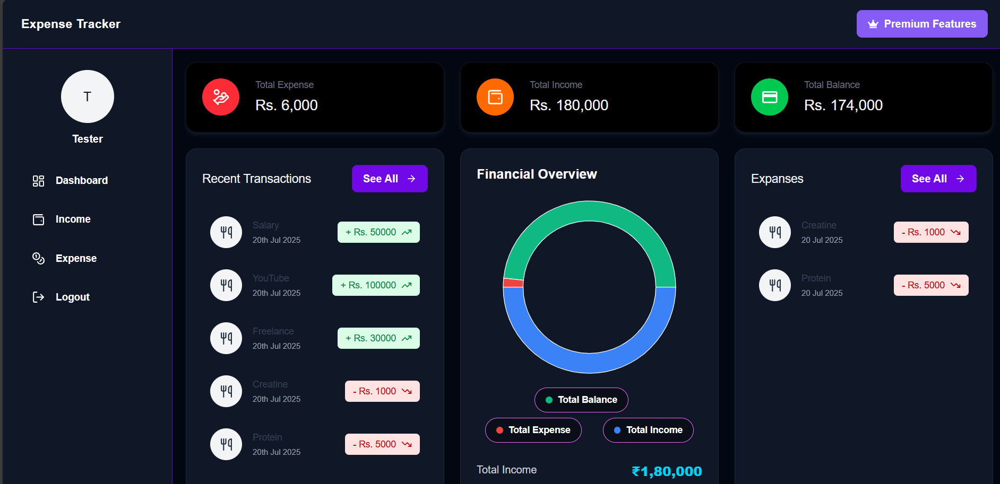 Expense Tracker
Premium Features
T
Tester
Dashboard
Income
Expense
Logout
Total Expense
Rs. 6,000
Total Income
Rs. 180,000
Total Balance
Rs. 174,000
Recent Transactions
See All
Salary
20th Jul 2025
+ Rs. 50000
YouTube
20th Jul 2025
+ Rs. 100000
Freelance
20th Jul 2025
+ Rs. 30000
Creatine
20th Jul 2025
- Rs. 1000
Protein
20th Jul 2025
- Rs. 5000
Financial Overview
Total Balance
Total Expense
Total Income
Total Income
₹1,80,000
Expanses
See All
Creatine
20 Jul 2025
- Rs. 1000
Protein
20 Jul 2025
- Rs. 5000